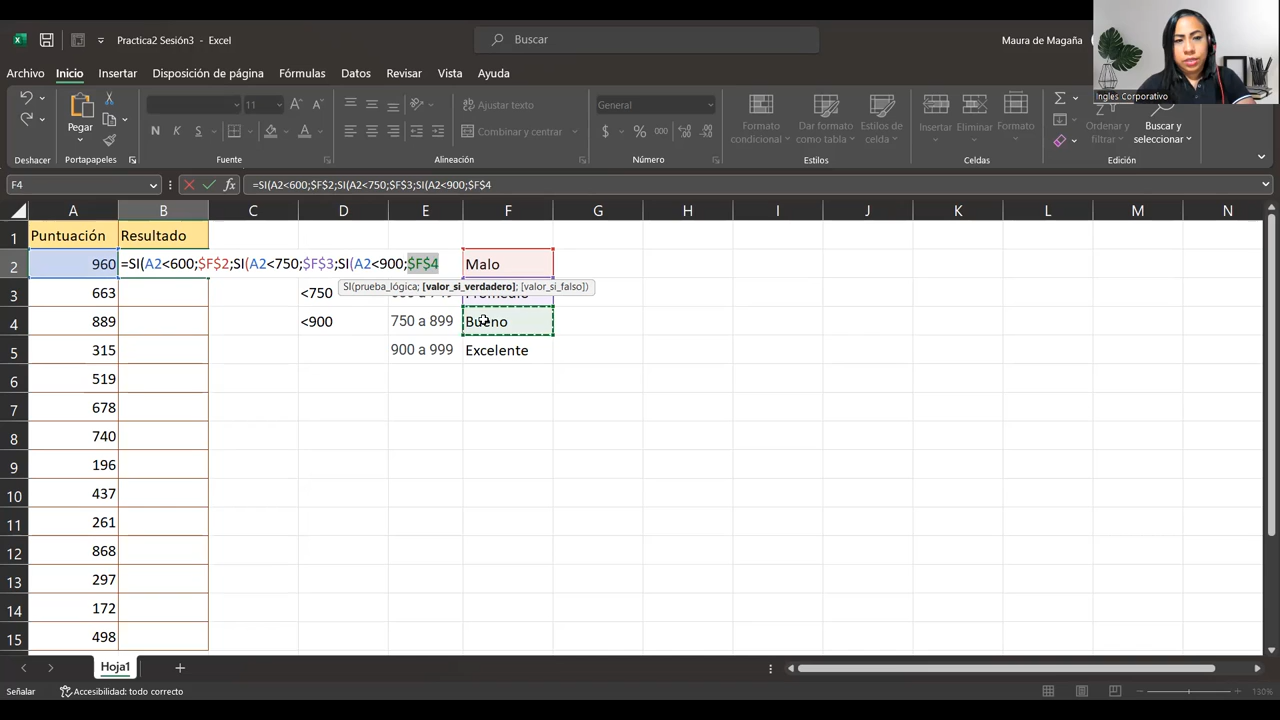 Practica2 Sesión3 - Excel
Buscar
Maura de Magaña
Ingles Corporativo
Archivo Inicio Insertar Disposición de página Fórmulas Datos Revisar Vista Ayuda
Pegar
11
Ajustar texto
Combinar y centrar
General
$ % 000
N K S
Formato condicional
Dar formato como tabla
Estilos de celda
Insertar Eliminar Formato
Ordenar y filtrar
Buscar y seleccionar
Deshacer Portapapeles Fuente Alineación Número Estilos Celdas Edición
F4 =SI(A2<600;$F$2;SI(A2<750;$F$3;SI(A2<900;$F$4
A B C D E F G H I J K L M N
1 Puntuación Resultado
2 960 =SI(A2<600;$F$2;SI(A2<750;$F$3;SI(A2<900;$F$4 Malo
SI(prueba_lógica; [valor_si_verdadero]; [valor_si_falso])
3 663 <750
4 889 <900 750 a 899 Bueno
5 315 900 a 999 Excelente
6 519
7 678
8 740
9 196
10 437
11 261
12 868
13 297
14 172
15 498
Hoja1
Señalar Accesibilidad: todo correcto 130%